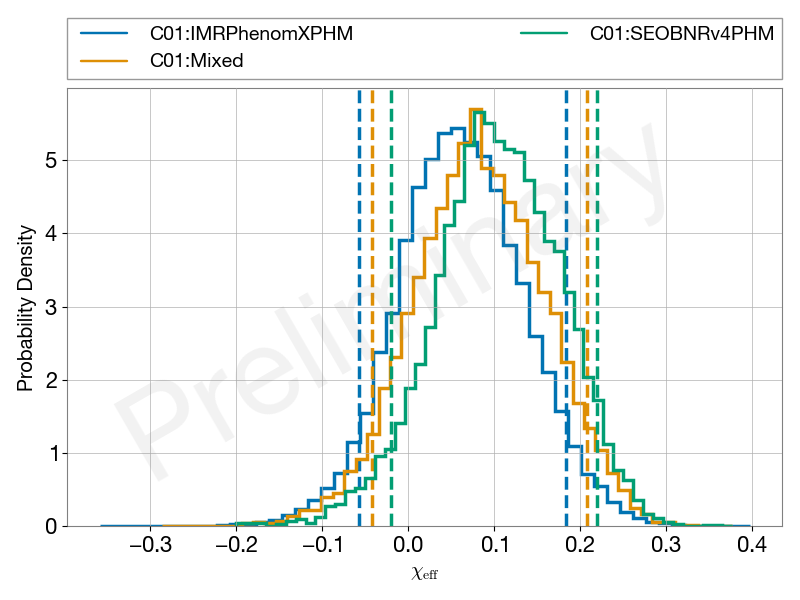 C01:IMRPhenomXPHM
C01:Mixed
C01:SEOBNRv4PHM
Preliminary
Probability Density
5
4
3
2
1
0
−0.3 −0.2 −0.1 0.0 0.1 0.2 0.3 0.4
χeff